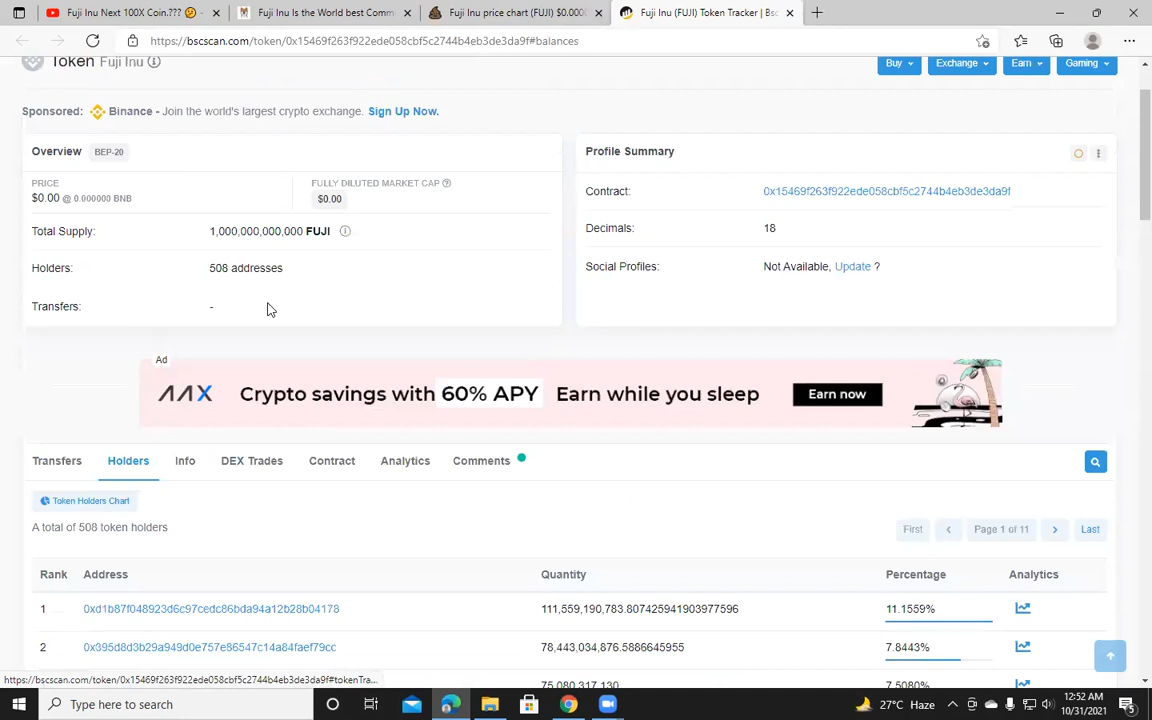 Fuji Inu Next 100X Coin.??? 🤔 -
Fuji Inu Is the World best Comm
Fuji Inu price chart (FUJI) $0.000
Fuji Inu (FUJI) Token Tracker | Bsc
https://bscscan.com/token/0x15469f263f922ede058cbf5c2744b4eb3de3da9f#balances
Token Fuji Inu
Buy
Exchange
Earn
Gaming
Sponsored: Binance - Join the world's largest crypto exchange. Sign Up Now.
Overview BEP-20
PRICE
$0.00 @ 0.000000 BNB
FULLY DILUTED MARKET CAP
$0.00
Total Supply: 1,000,000,000,000 FUJI
Holders: 508 addresses
Transfers: -
Profile Summary
Contract: 0x15469f263f922ede058cbf5c2744b4eb3de3da9f
Decimals: 18
Social Profiles: Not Available, Update ?
Ad
AAX Crypto savings with 60% APY Earn while you sleep Earn now
Transfers Holders Info DEX Trades Contract Analytics Comments
Token Holders Chart
A total of 508 token holders
First < Page 1 of 11 > Last
Rank Address Quantity Percentage Analytics
1 0xd1b87f048923d6c97cedc86bda94a12b28b04178 111,559,190,783.807425941903977596 11.1559%
2 0x395d8d3b29a949d0e757e86547c14a84faef79cc 78,443,034,876.5886645955 7.8443%
75,080,317,130 7.5080%
https://bscscan.com/token/0x15469f263f922ede058cbf5c2744b4eb3de3da9f#tokenTra...
Type here to search
27°C Haze
12:52 AM
10/31/2021
5